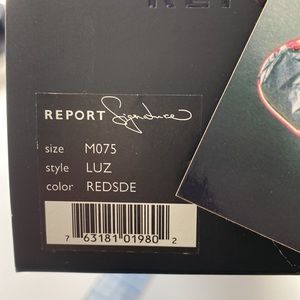 REPORT Signature
size M075
style LUZ
color REDSDE
7 63181 01980 2